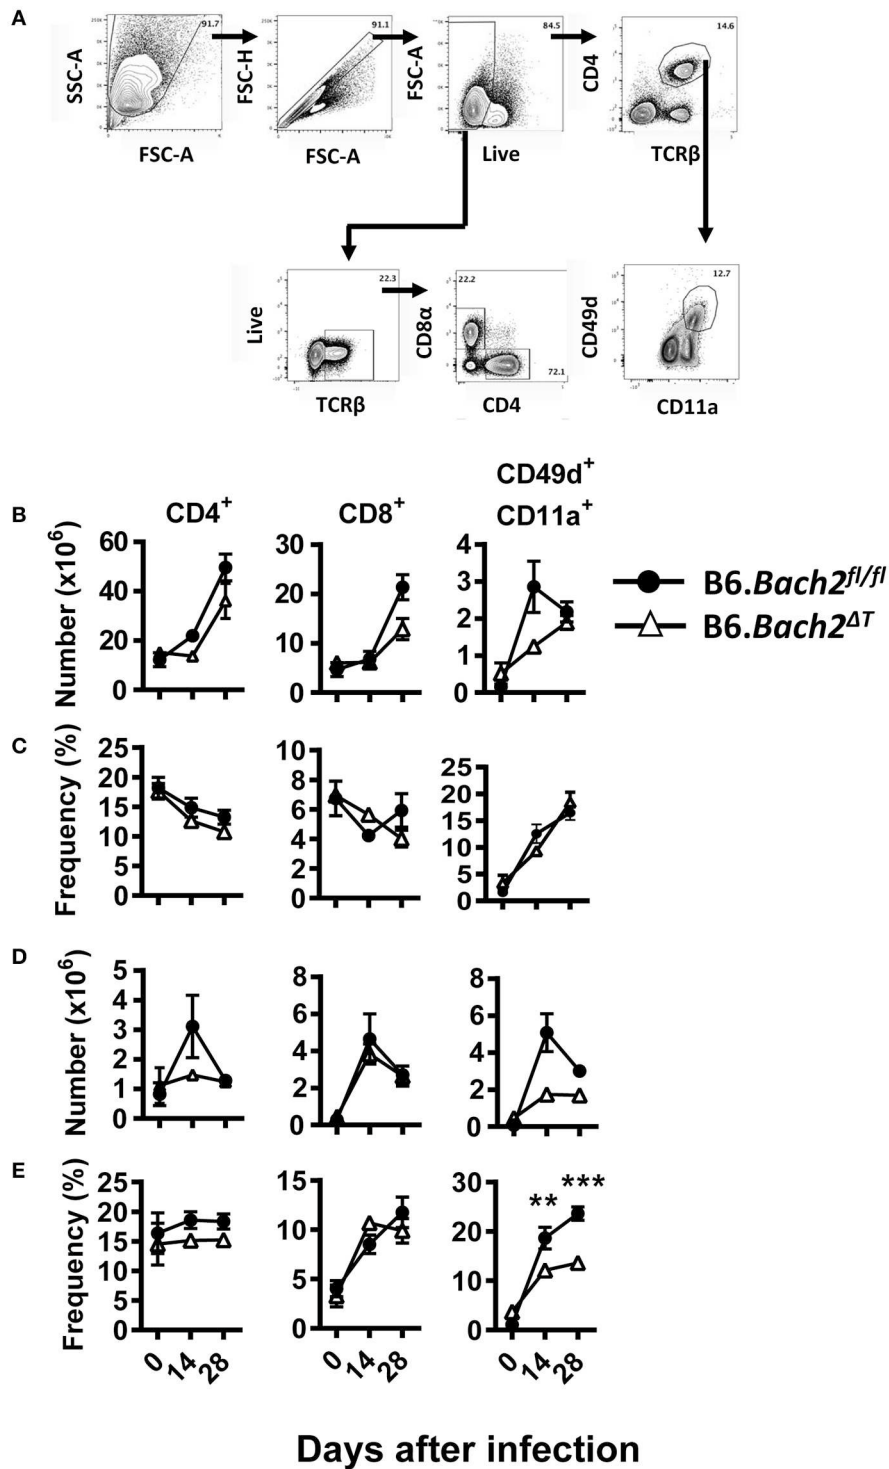 A
91.7
SSC-A
FSC-A
91.1
FSC-H
FSC-A
84.5
FSC-A
Live
14.6
CD4
TCRβ
22.3
Live
TCRβ
22.2
72.1
CD8α
CD4
12.7
CD49d
CD11a
B
CD4⁺
CD8⁺
CD49d⁺
CD11a⁺
Number (x10⁶)
60
40
20
0
30
20
10
0
4
3
2
1
0
B6.Bach2^fl/fl
B6.Bach2^ΔT
C
Frequency (%)
25
20
15
10
5
0
10
8
6
4
2
0
25
20
15
10
5
0
D
Number (x10⁶)
5
4
3
2
1
0
8
6
4
2
0
8
6
4
2
0
E
Frequency (%)
25
20
15
10
5
0
15
10
5
0
30
20
10
0
** ***
0 14 28
0 14 28
0 14 28
Days after infection